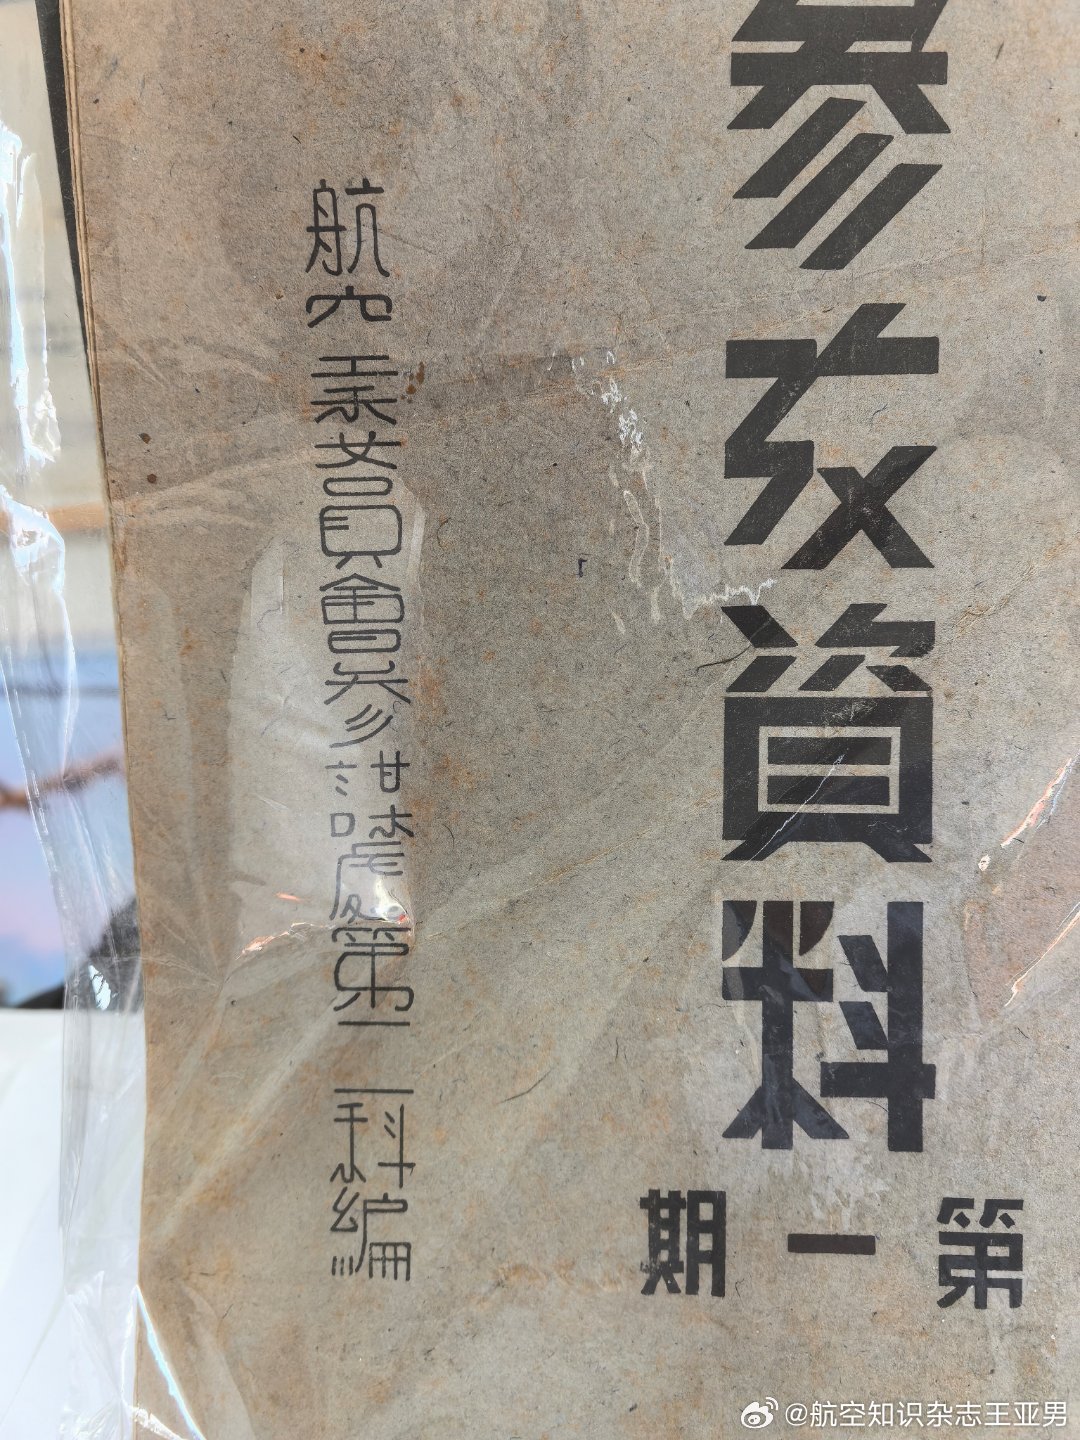 參攷資料
第一期
航空委員會參謀處第二科編
@航空知识杂志王亚男